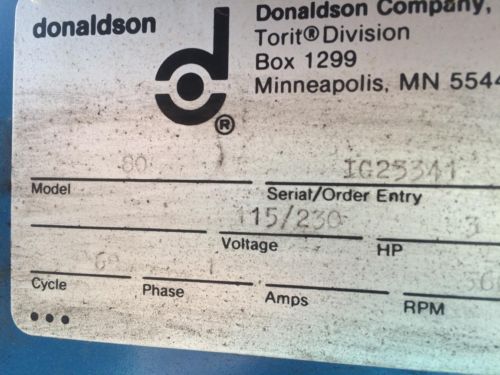 donaldson
Donaldson Company,
Torit® Division
Box 1299
Minneapolis, MN 5544
®
80 IG25341
Model Serial/Order Entry
115/230
Voltage HP
60
Cycle Phase Amps RPM